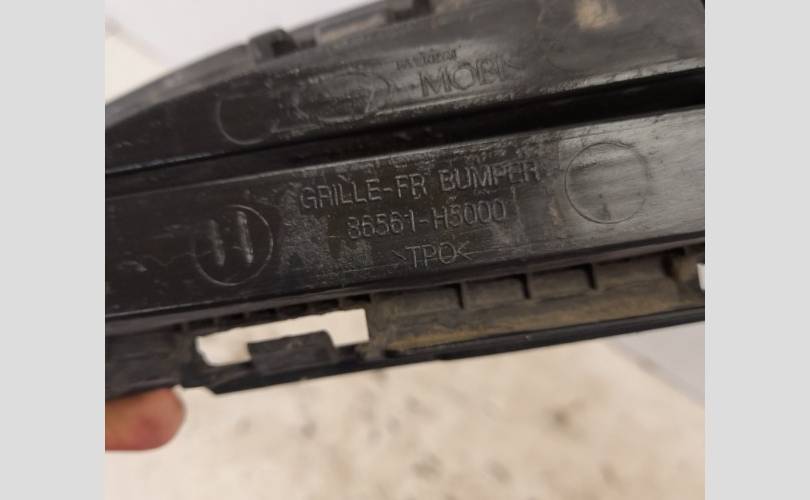 MOBIS
GRILLE-FR BUMPER
86561-H5000
>TPO<